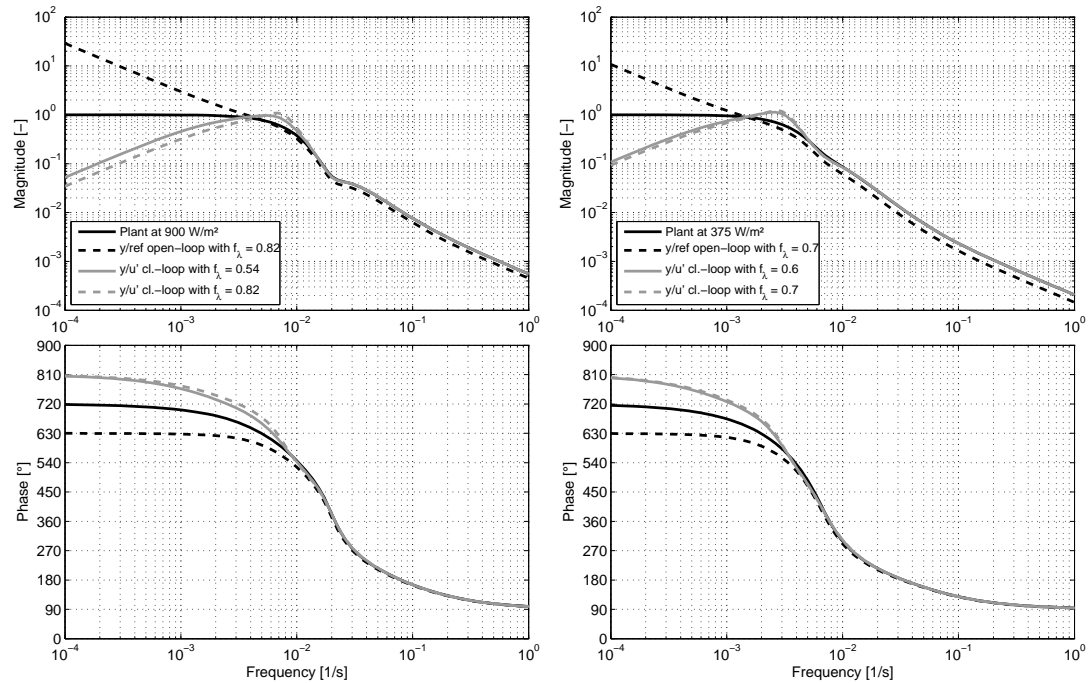 10^2
10^1
10^0
10^−1
10^−2
10^−3
10^−4
Magnitude [−]
Plant at 900 W/m²
y/ref open−loop with f_λ = 0.82
y/u' cl.−loop with f_λ = 0.54
y/u' cl.−loop with f_λ = 0.82
10^−4 10^−3 10^−2 10^−1 10^0
10^2
10^1
10^0
10^−1
10^−2
10^−3
10^−4
Magnitude [−]
Plant at 375 W/m²
y/ref open−loop with f_λ = 0.7
y/u' cl.−loop with f_λ = 0.6
y/u' cl.−loop with f_λ = 0.7
10^−4 10^−3 10^−2 10^−1 10^0
900
810
720
630
540
450
360
270
180
90
0
Phase [°]
10^−4 10^−3 10^−2 10^−1 10^0
Frequency [1/s]
900
810
720
630
540
450
360
270
180
90
0
Phase [°]
10^−4 10^−3 10^−2 10^−1 10^0
Frequency [1/s]